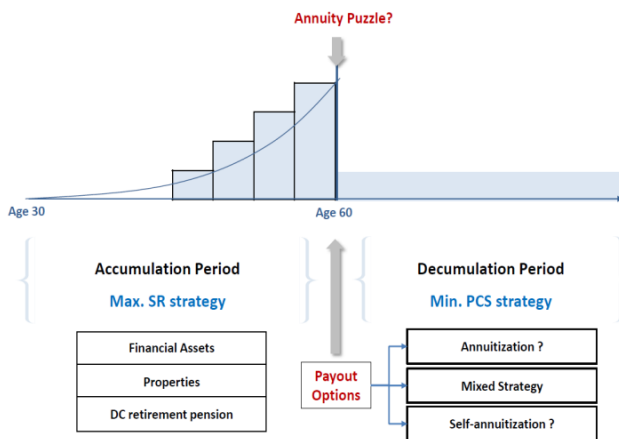 Annuity Puzzle?
Age 30
Age 60
Accumulation Period
Decumulation Period
Max. SR strategy
Min. PCS strategy
Financial Assets
Properties
DC retirement pension
Payout
Options
Annuitization ?
Mixed Strategy
Self-annuitization ?